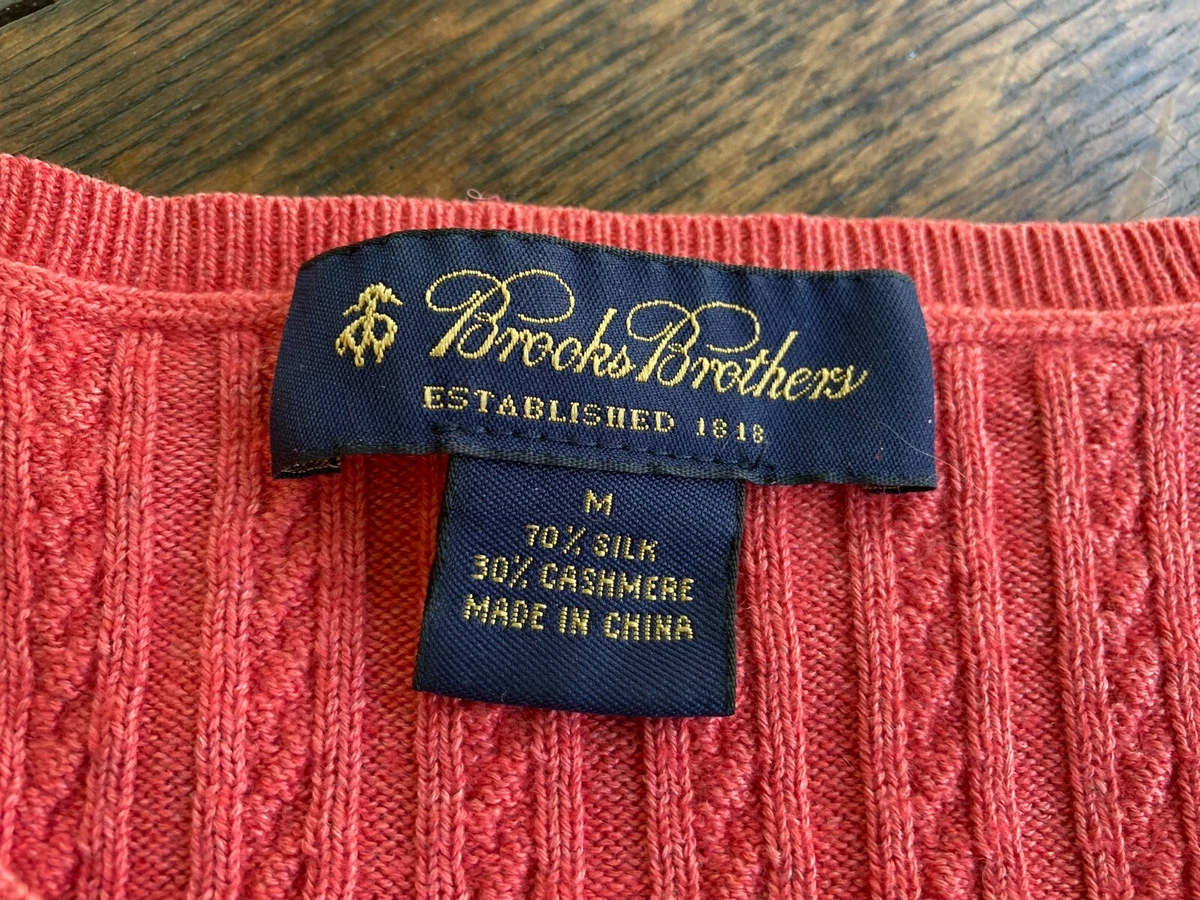 Brooks Brothers
ESTABLISHED 1818
M
70% SILK
30% CASHMERE
MADE IN CHINA